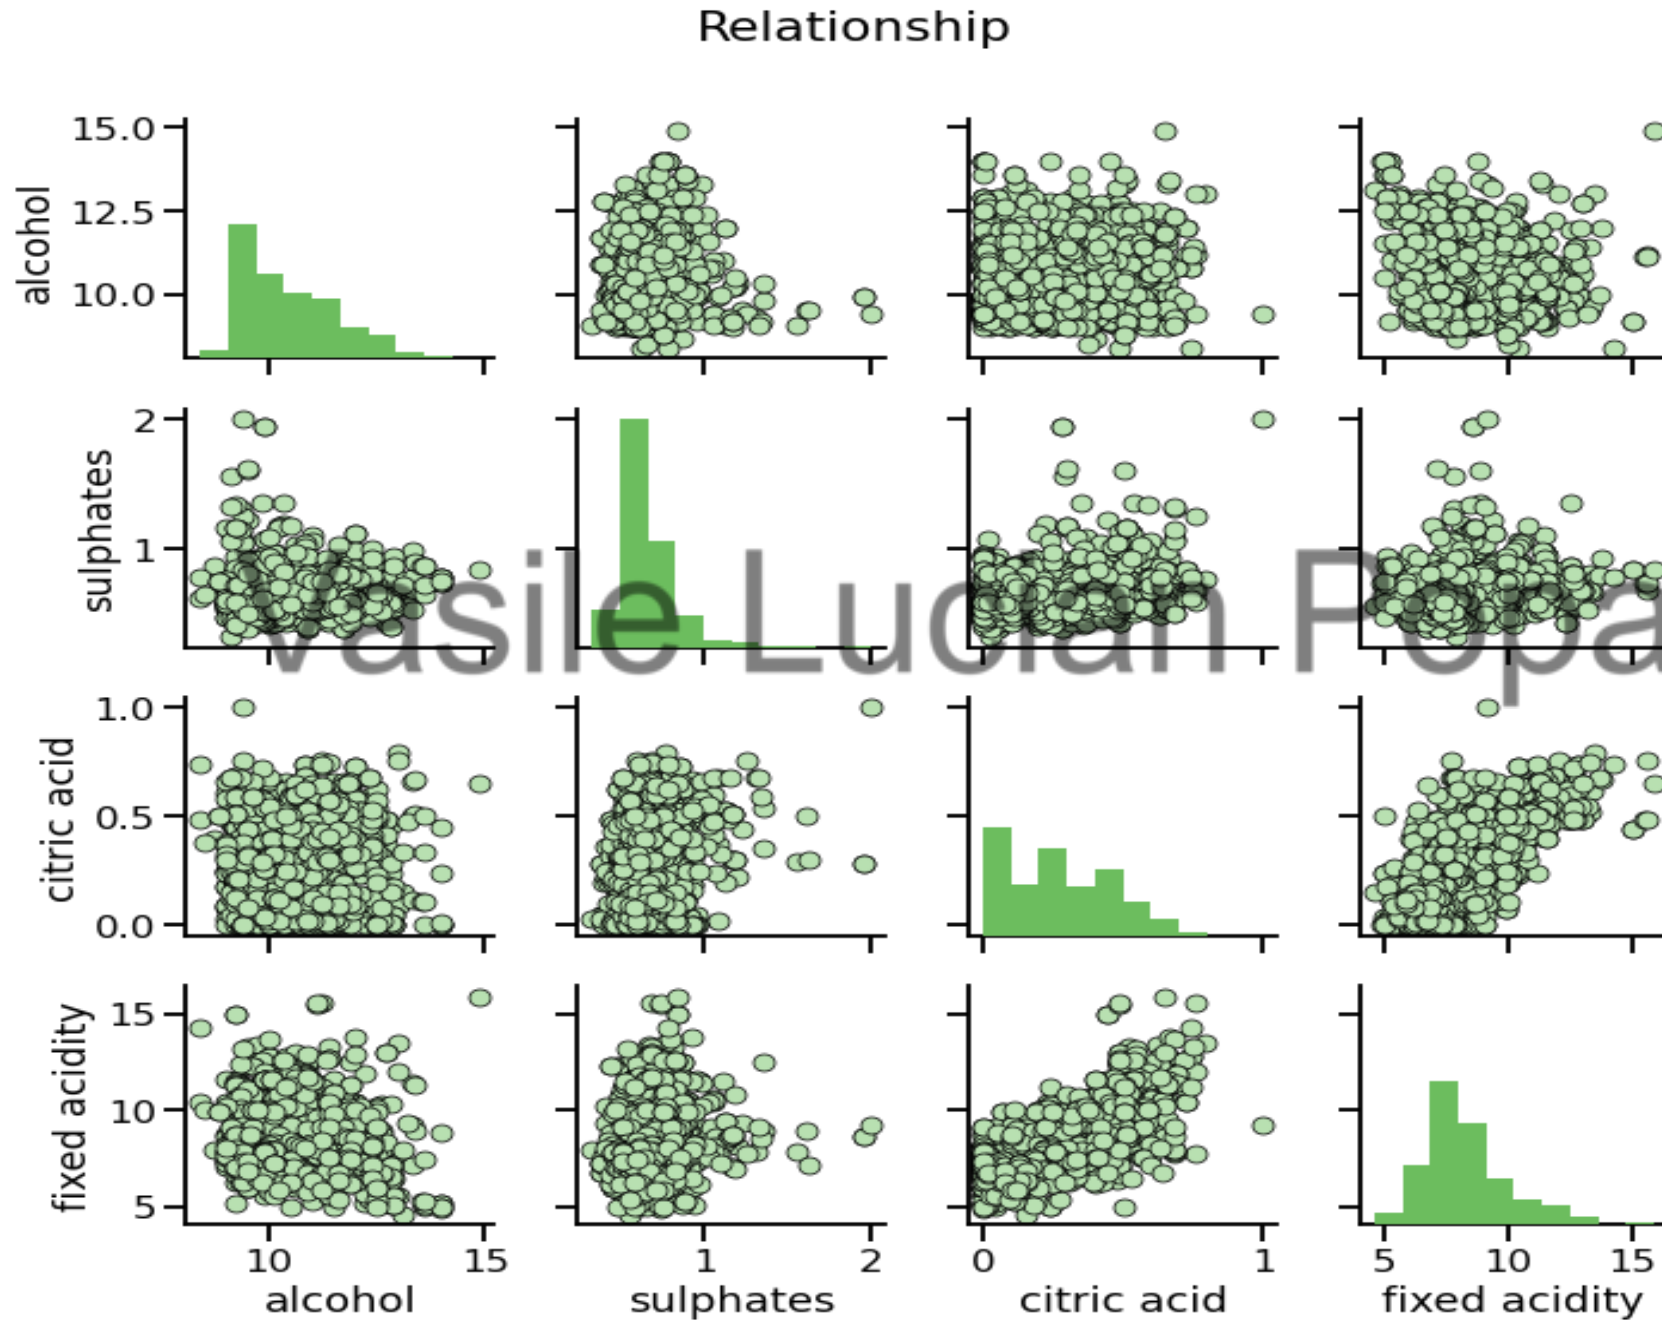 Relationship
15.0
12.5
10.0
alcohol
2
1
sulphates
Vasile Lucian Popa
1.0
0.5
0.0
citric acid
15
10
5
fixed acidity
10 15 1 2 0 1 5 10 15
alcohol sulphates citric acid fixed acidity